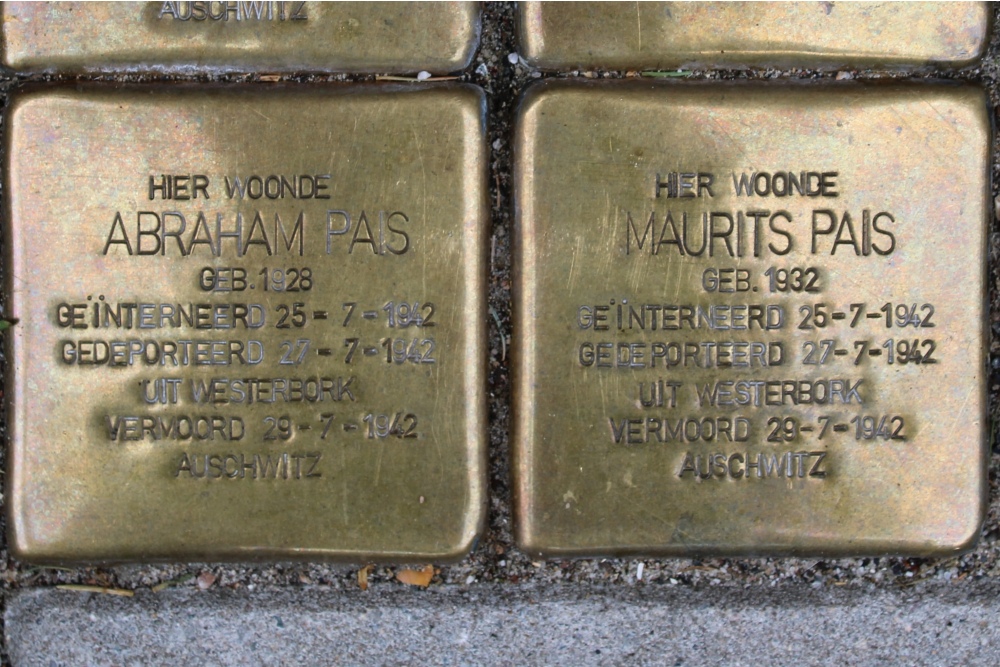 AUSCHWITZ
HIER WOONDE
ABRAHAM PAIS
GEB. 1928
GEÏNTERNEERD 25 - 7 - 1942
GEDEPORTEERD 27 - 7 - 1942
UIT WESTERBORK
VERMOORD 29 - 7 - 1942
AUSCHWITZ
HIER WOONDE
MAURITS PAIS
GEB. 1932
GEÏNTERNEERD 25-7-1942
GEDEPORTEERD 27-7-1942
UIT WESTERBORK
VERMOORD 29-7-1942
AUSCHWITZ